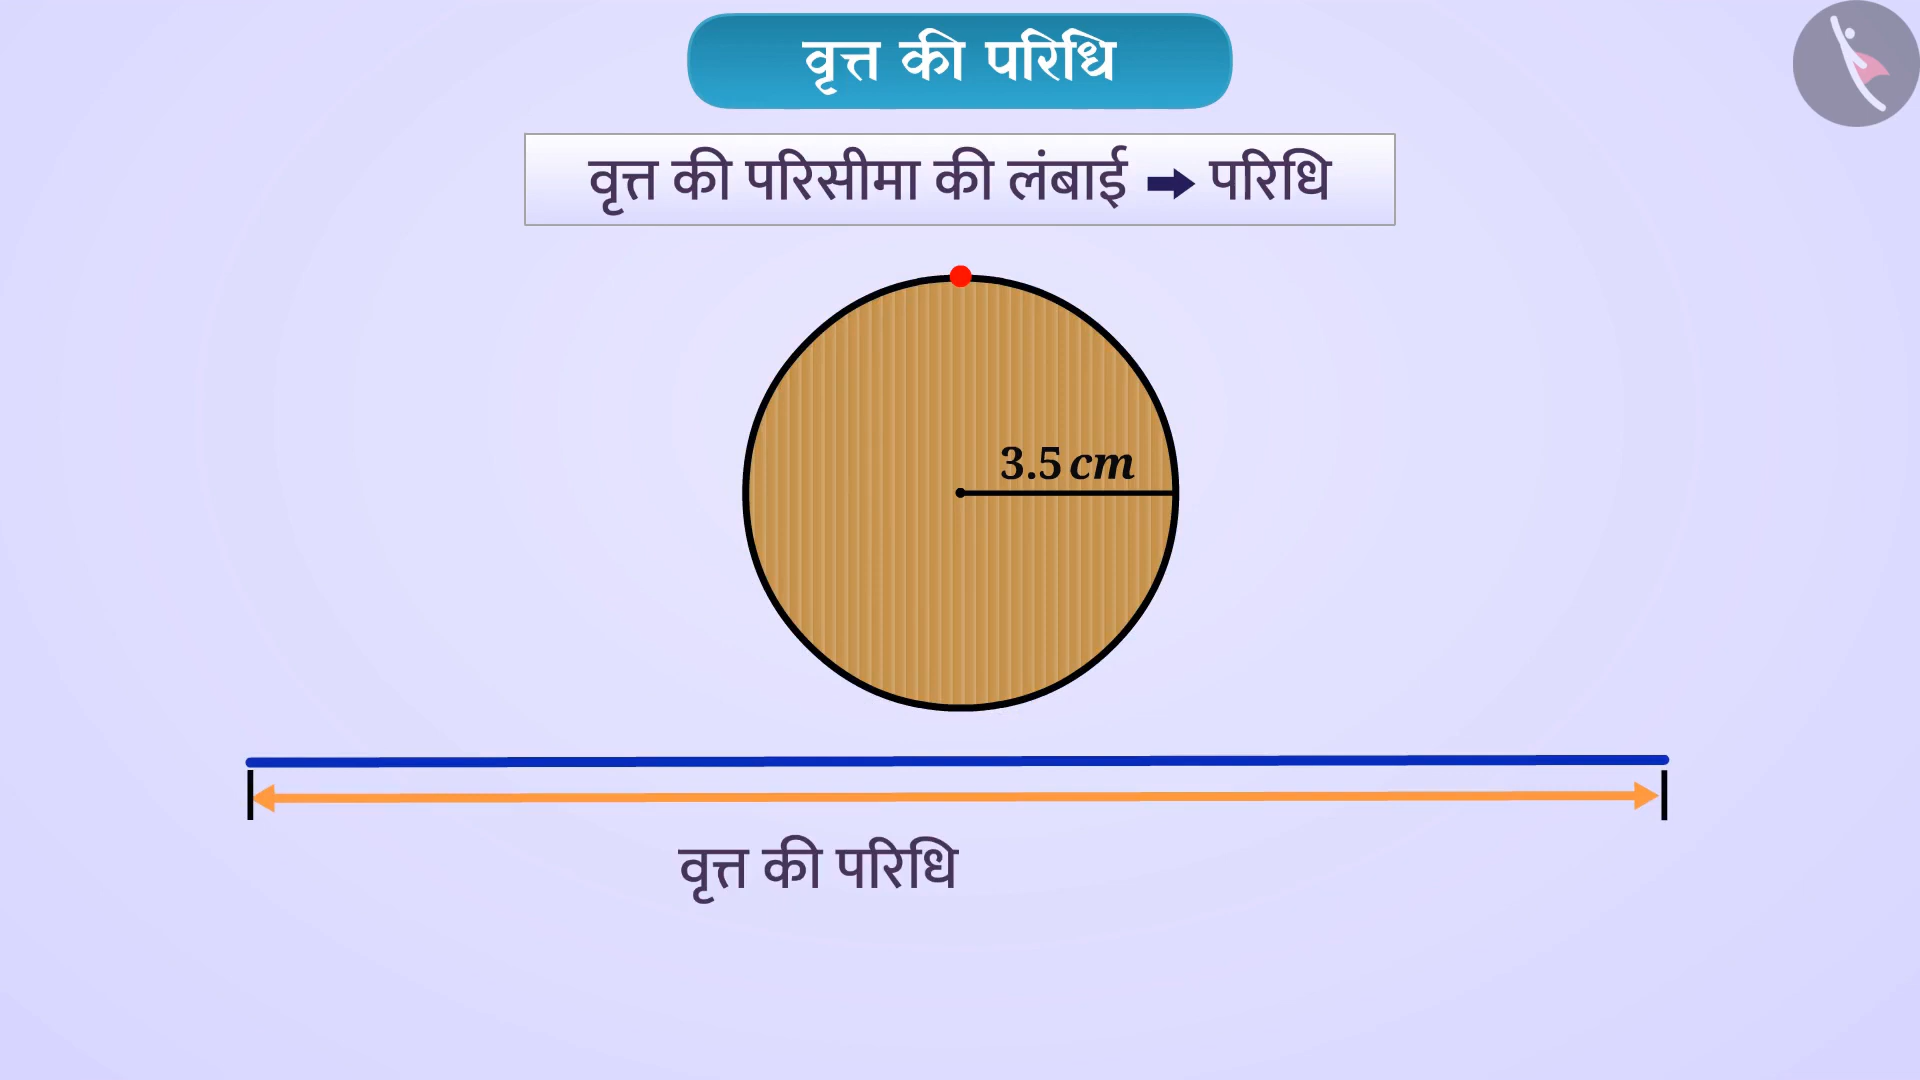 वृत्त की परिधि
वृत्त की परिसीमा की लंबाई ➡ परिधि
3.5 cm
वृत्त की परिधि